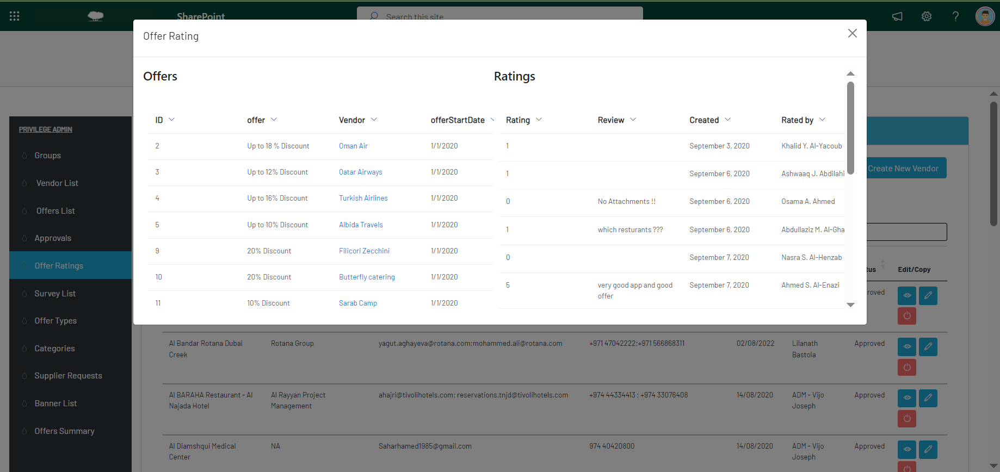 SharePoint
Search this site
Offer Rating
Offers
Ratings
ID offer Vendor offerStartDate
2 Up to 18 % Discount Oman Air 1/1/2020
3 Up to 12% Discount Qatar Airways 1/1/2020
4 Up to 16% Discount Turkish Airlines 1/1/2020
5 Up to 10% Discount Albida Travels 1/1/2020
9 20% Discount Filicori Zecchini 1/1/2020
10 20% Discount Butterfly catering 1/1/2020
11 10% Discount Sarab Camp 1/1/2020
Rating Review Created Rated by
1 September 3, 2020 Khalid Y. Al-Yacoub
1 September 6, 2020 Ashwaaq J. Abdilahi
0 No Attachments !! September 6, 2020 Osama A. Ahmed
1 which resturants ??? September 6, 2020 Abdullaziz M. Al-Gha
0 September 7, 2020 Nasra S. Al-Henzab
5 very good app and good September 7, 2020 Ahmed S. Al-Enazi
offer
PRIVILEGE ADMIN
Groups
Vendor List
Offers List
Approvals
Offer Ratings
Survey List
Offer Types
Categories
Supplier Requests
Banner List
Offers Summary
Create New Vendor
tus Edit/Copy
roved
Al Bandar Rotana Dubai Rotana Group yagut.aghayeva@rotana.com;mohammed.ali@rotana.com +971 47042222;+971 566868311 02/08/2022 Lilanath Approved
Creek Bastola
Al BARAHA Restaurant - Al Al Rayyan Project ahajri@tivolihotels.com; reservations.tnjd@tivolihotels.com +974 44334413 ; +974 33076408 14/08/2020 ADM - Vijo Approved
Najada Hotel Management Joseph
Al Diamshqui Medical NA Saharhamed1985@gmail.com 974 40420800 14/08/2020 ADM - Vijo Approved
Center Joseph